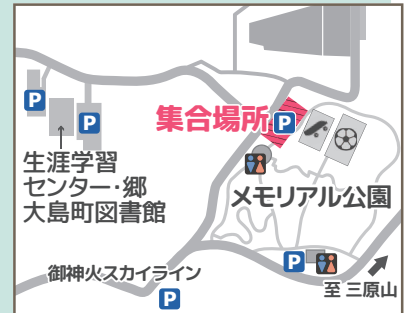 P
P
集合場所
P
生涯学習
センター・郷
大島町図書館
メモリアル公園
P
御神火スカイライン
至 三原山
P